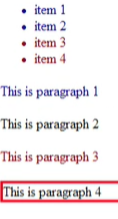 item 1
item 2
item 3
item 4
This is paragraph 1
This is paragraph 2
This is paragraph 3
This is paragraph 4